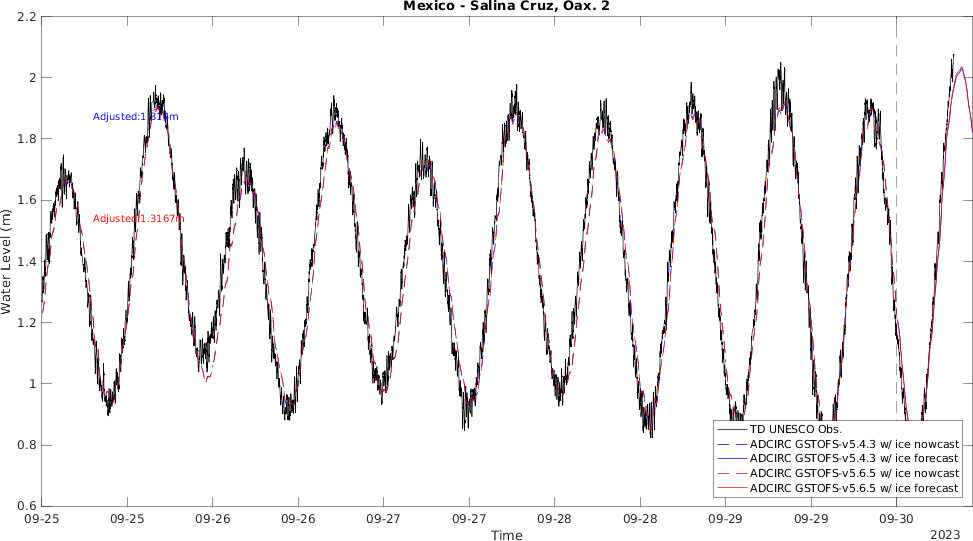 Mexico - Salina Cruz, Oax. 2
2.2
2
1.8
1.6
1.4
1.2
1
0.8
0.6
Water Level (m)
Adjusted:1.316m
Adjusted:1.3167m
TD UNESCO Obs.
ADCIRC GSTOFS-v5.4.3 w/ ice nowcast
ADCIRC GSTOFS-v5.4.3 w/ ice forecast
ADCIRC GSTOFS-v5.6.5 w/ ice nowcast
ADCIRC GSTOFS-v5.6.5 w/ ice forecast
09-25 09-25 09-26 09-26 09-27 09-27 09-28 09-28 09-29 09-29 09-30
Time
2023